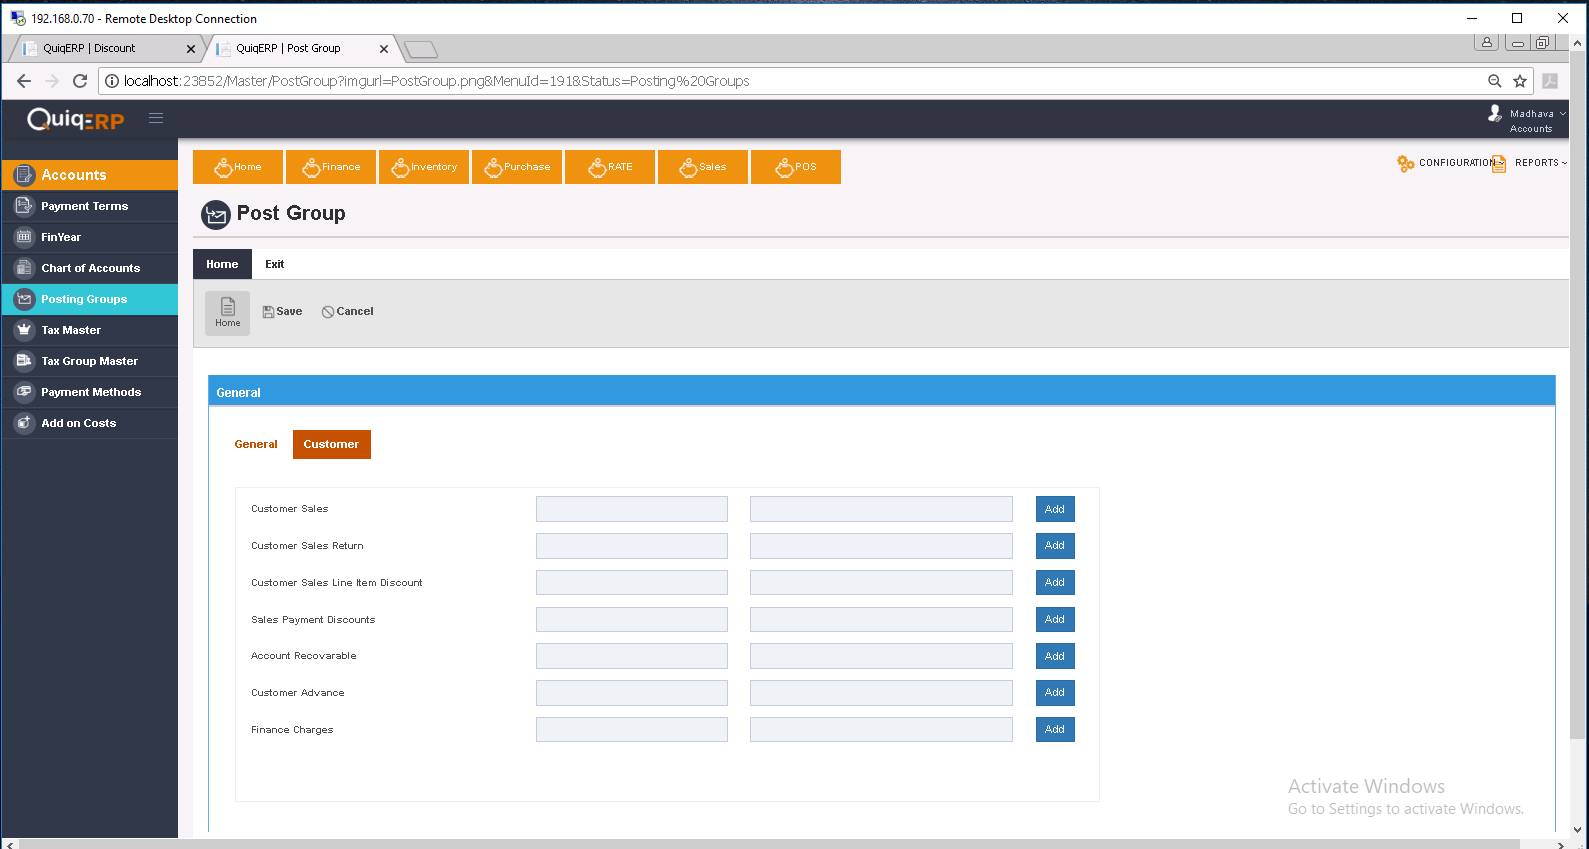 192.168.0.70 - Remote Desktop Connection
QuiqERP | Discount
QuiqERP | Post Group
localhost:23852/Master/PostGroup?imgurl=PostGroup.png&MenuId=191&Status=Posting%20Groups
QuiqERP
Madhava
Accounts
Home
Finance
Inventory
Purchase
RATE
Sales
POS
CONFIGURATION
REPORTS
Accounts
Payment Terms
FinYear
Chart of Accounts
Posting Groups
Tax Master
Tax Group Master
Payment Methods
Add on Costs
Post Group
Home
Exit
Home
Save
Cancel
General
General
Customer
Customer Sales
Add
Customer Sales Return
Add
Customer Sales Line Item Discount
Add
Sales Payment Discounts
Add
Account Recovarable
Add
Customer Advance
Add
Finance Charges
Add
Activate Windows
Go to Settings to activate Windows.